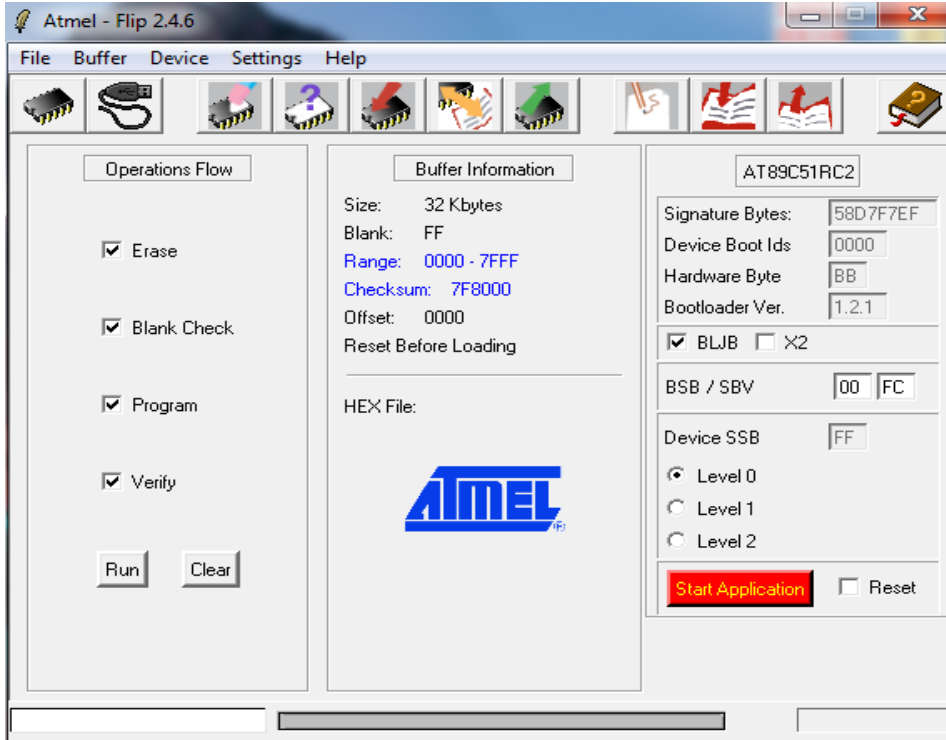 Atmel - Flip 2.4.6
File Buffer Device Settings Help
Operations Flow
Erase
Blank Check
Program
Verify
Run Clear
Buffer Information
Size: 32 Kbytes
Blank: FF
Range: 0000 - 7FFF
Checksum: 7F8000
Offset: 0000
Reset Before Loading
HEX File:
ATMEL
AT89C51RC2
Signature Bytes: 58D7F7EF
Device Boot Ids 0000
Hardware Byte BB
Bootloader Ver. 1.2.1
BLJB X2
BSB / SBV 00 FC
Device SSB FF
Level 0
Level 1
Level 2
Start Application Reset